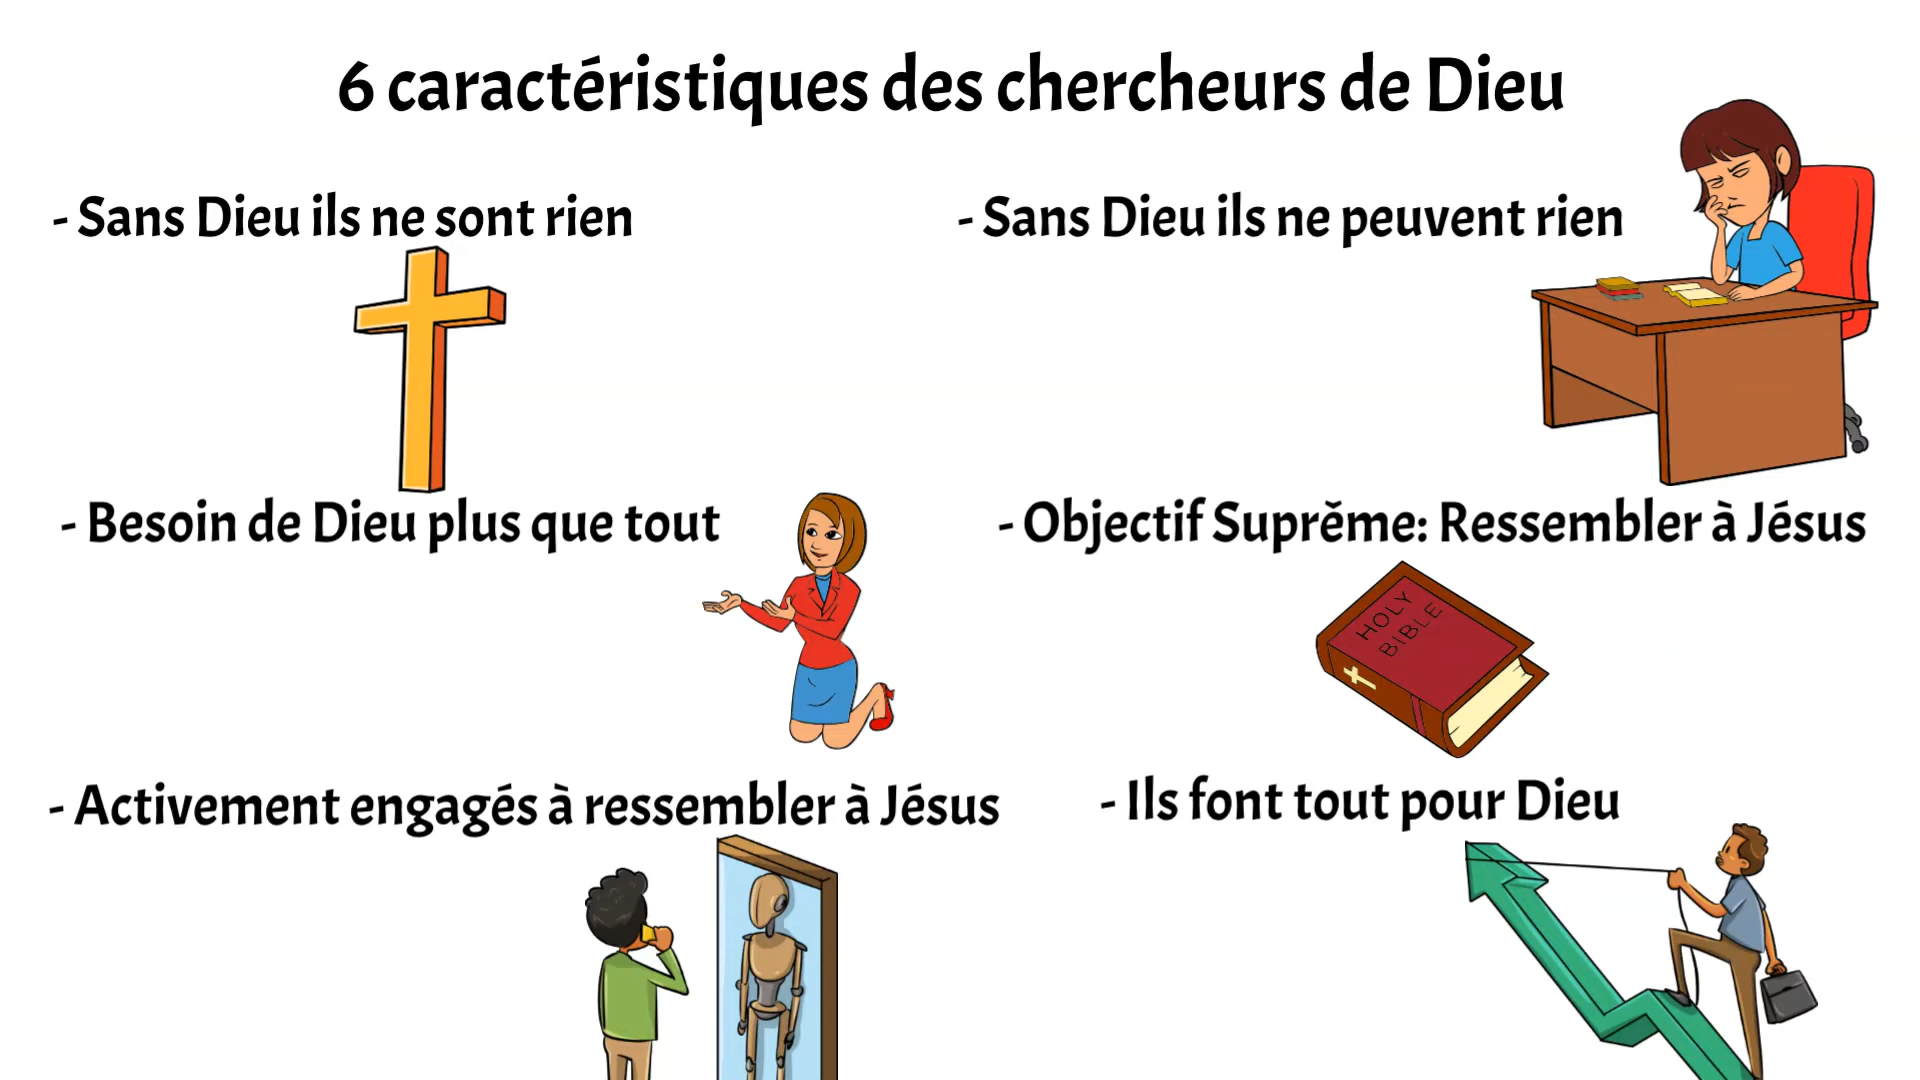 6 caractéristiques des chercheurs de Dieu
- Sans Dieu ils ne sont rien
- Sans Dieu ils ne peuvent rien
- Besoin de Dieu plus que tout
- Objectif Suprĕme: Ressembler à Jésus
HOLY
BIBLE
- Activement engagés à ressembler à Jésus
- Ils font tout pour Dieu